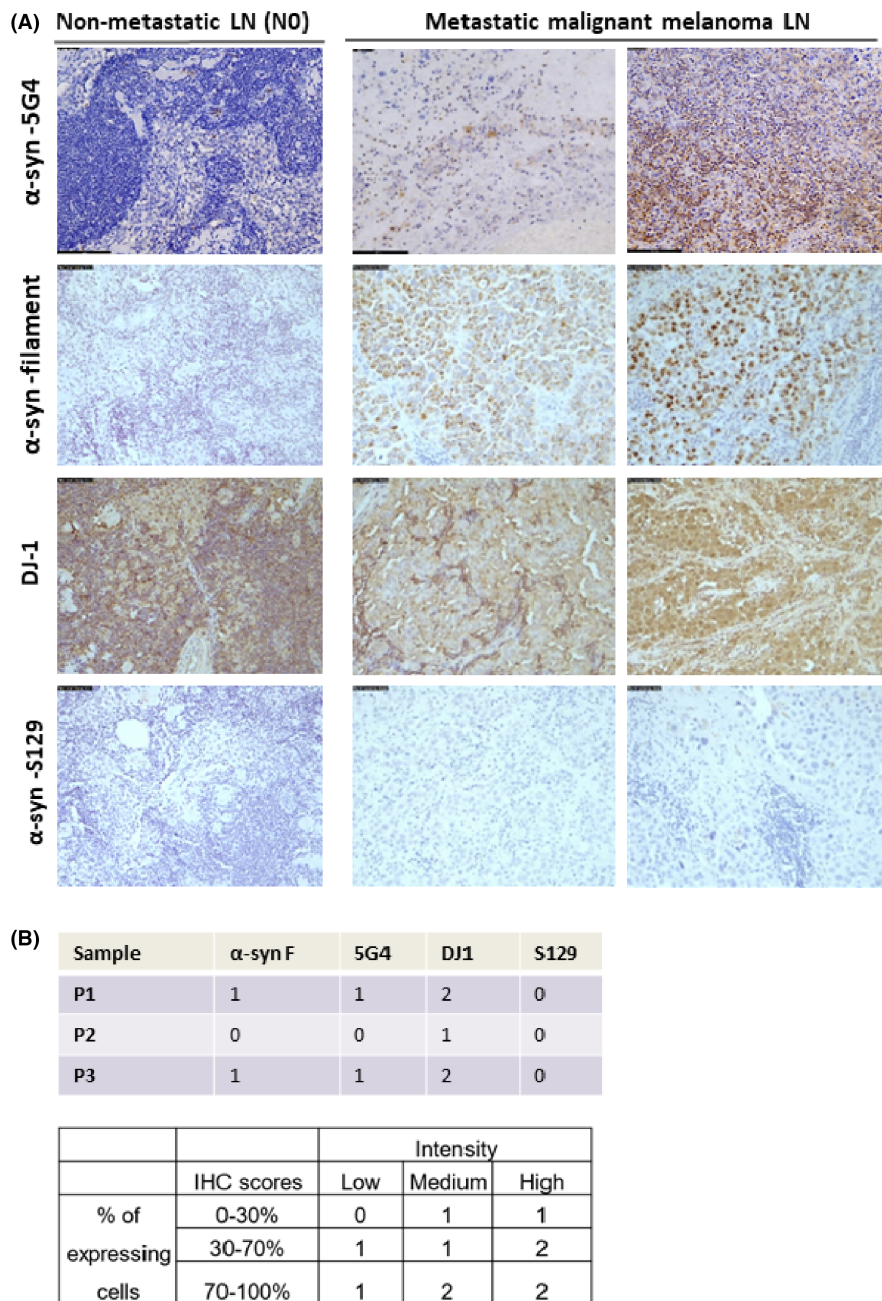 (A)
Non-metastatic LN (N0) Metastatic malignant melanoma LN
α-syn -5G4
α-syn -filament
DJ-1
α-syn -S129
(B)
Sample α-syn F 5G4 DJ1 S129
P1 1 1 2 0
P2 0 0 1 0
P3 1 1 2 0
Intensity
IHC scores Low Medium High
% of 0-30% 0 1 1
expressing 30-70% 1 1 2
cells 70-100% 1 2 2